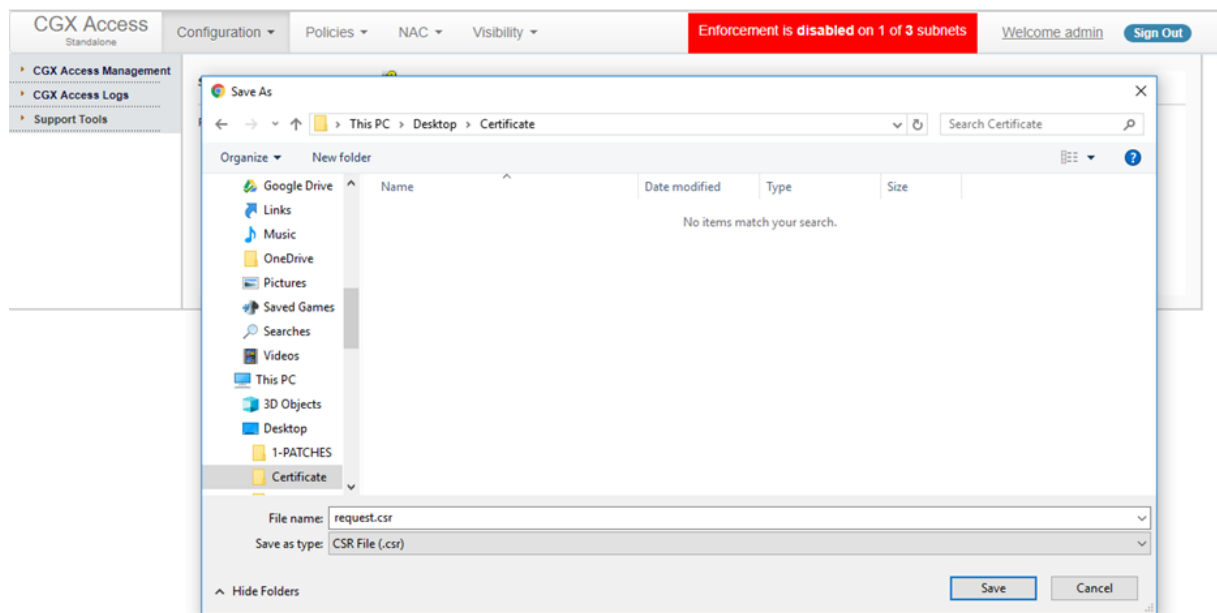 CGX Access
Standalone
Configuration Policies NAC Visibility
Enforcement is disabled on 1 of 3 subnets
Welcome admin
Sign Out
CGX Access Management
CGX Access Logs
Support Tools
Save As
This PC > Desktop > Certificate
Search Certificate
Organize New folder
Name Date modified Type Size
No items match your search.
Google Drive
Links
Music
OneDrive
Pictures
Saved Games
Searches
Videos
This PC
3D Objects
Desktop
1-PATCHES
Certificate
File name: request.csr
Save as type: CSR File (.csr)
Hide Folders
Save Cancel